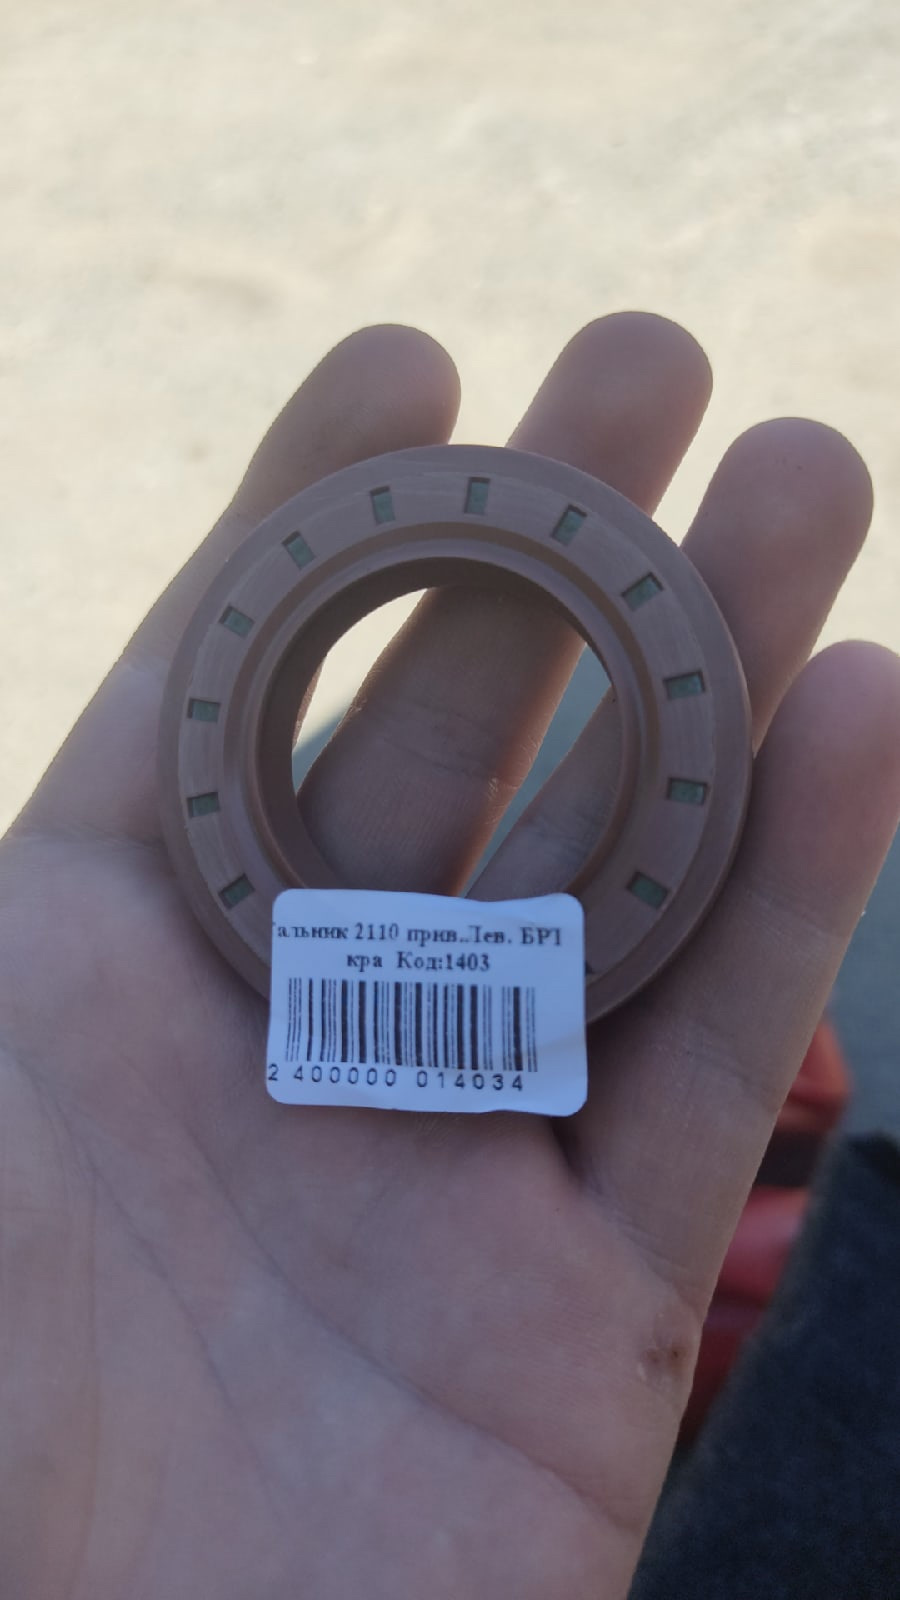 альник 2110 прив.Лев. БРТ
кра Код:1403
2 400000 014034